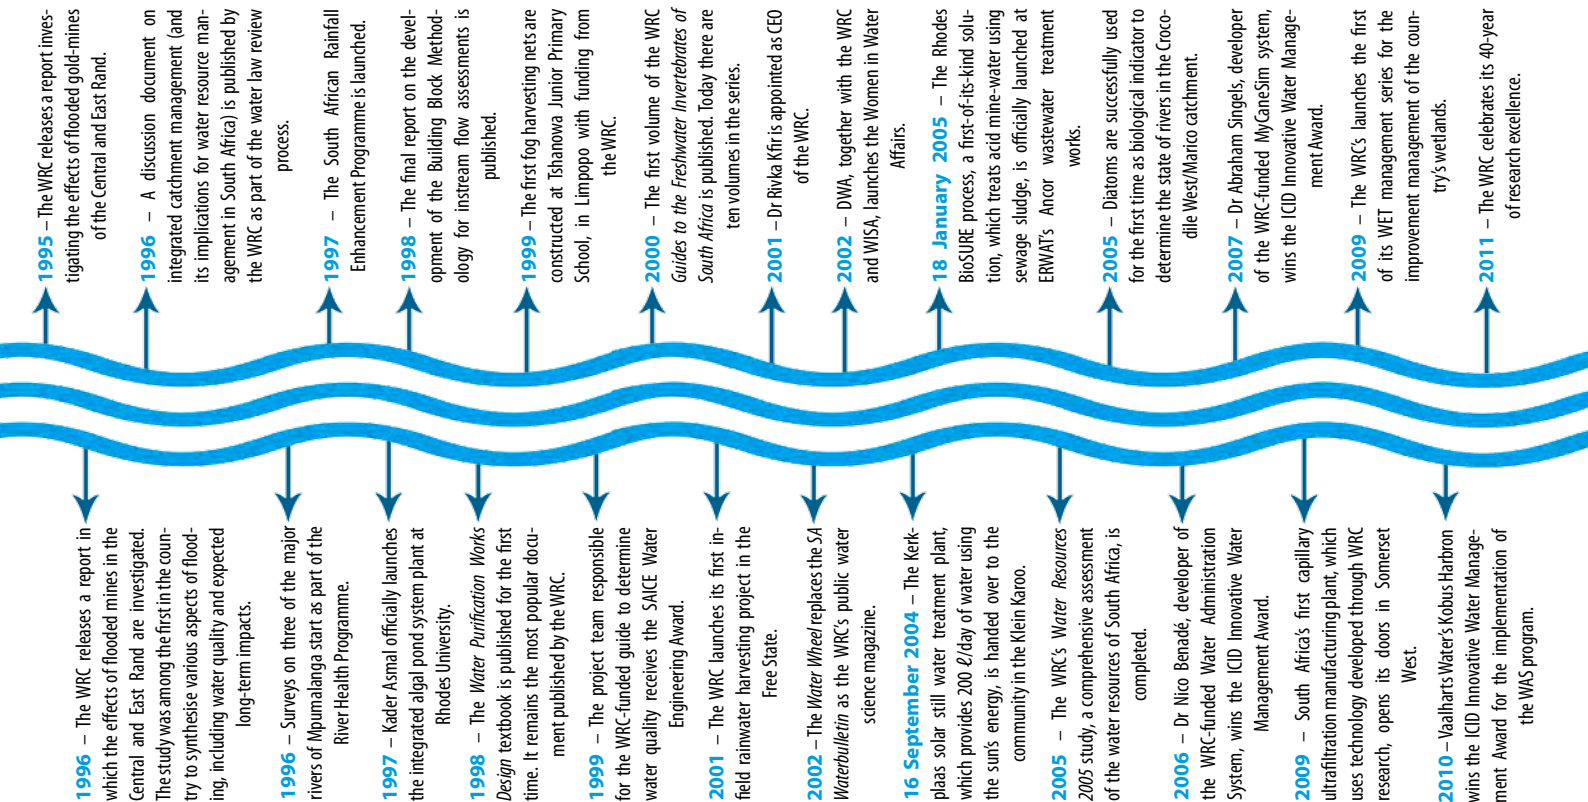 1995 – The WRC releases a report inves-
tigating the effects of flooded gold-mines
of the Central and East Rand.
1996 – A discussion document on
integrated catchment management (and
its implications for water resource man-
agement in South Africa) is published by
the WRC as part of the water law review
process.
1997 – The South African Rainfall
Enhancement Programme is launched.
1998 – The final report on the devel-
opment of the Building Block Method-
ology for instream flow assessments is
published.
1999 – The first fog harvesting nets are
constructed at Tshanowa Junior Primary
School, in Limpopo with funding from
the WRC.
2000 – The first volume of the WRC
Guides to the Freshwater Invertebrates of
South Africa is published. Today there are
ten volumes in the series.
2001 – Dr Rivka Kfir is appointed as CEO
of the WRC.
2002 – DWA, together with the WRC
and WISA, launches the Women in Water
Affairs.
18 January 2005 – The Rhodes
BioSURE process, a first-of-its-kind solu-
tion, which treats acid mine-water using
sewage sludge, is officially launched at
ERWAT's Ancor wastewater treatment
works.
2005 – Diatoms are successfully used
for the first time as biological indicator to
determine the state of rivers in the Croco-
dile West/Marico catchment.
2007 – Dr Abraham Singels, developer
of the WRC-funded MyCaneSim system,
wins the ICID Innovative Water Manage-
ment Award.
2009 – The WRC's launches the first
of its WET management series for the
improvement management of the coun-
try's wetlands.
2011 – The WRC celebrates its 40-year
of research excellence.
1996 – The WRC releases a report in
which the effects of flooded mines in the
Central and East Rand are investigated.
The study was among the first in the coun-
try to synthesise various aspects of flood-
ing, including water quality and expected
long-term impacts.
1996 – Surveys on three of the major
rivers of Mpumalanga start as part of the
River Health Programme.
1997 – Kader Asmal officially launches
the integrated algal pond system plant at
Rhodes University.
1998 – The Water Purification Works
Design textbook is published for the first
time. It remains the most popular docu-
ment published by the WRC.
1999 – The project team responsible
for the WRC-funded guide to determine
water quality receives the SAICE Water
Engineering Award.
2001 – The WRC launches its first in-
field rainwater harvesting project in the
Free State.
2002 – The Water Wheel replaces the SA
Waterbulletin as the WRC's public water
science magazine.
16 September 2004 – The Kerk-
plaas solar still water treatment plant,
which provides 200 ℓ/day of water using
the sun's energy, is handed over to the
community in the Klein Karoo.
2005 – The WRC's Water Resources
2005 study, a comprehensive assessment
of the water resources of South Africa, is
completed.
2006 – Dr Nico Benadé, developer of
the WRC-funded Water Administration
System, wins the ICID Innovative Water
Management Award.
2009 – South Africa's first capillary
ultrafiltration manufacturing plant, which
uses technology developed through WRC
research, opens its doors in Somerset
West.
2010 – Vaalharts Water's Kobus Harbron
wins the ICID Innovative Water Manage-
ment Award for the implementation of
the WAS program.